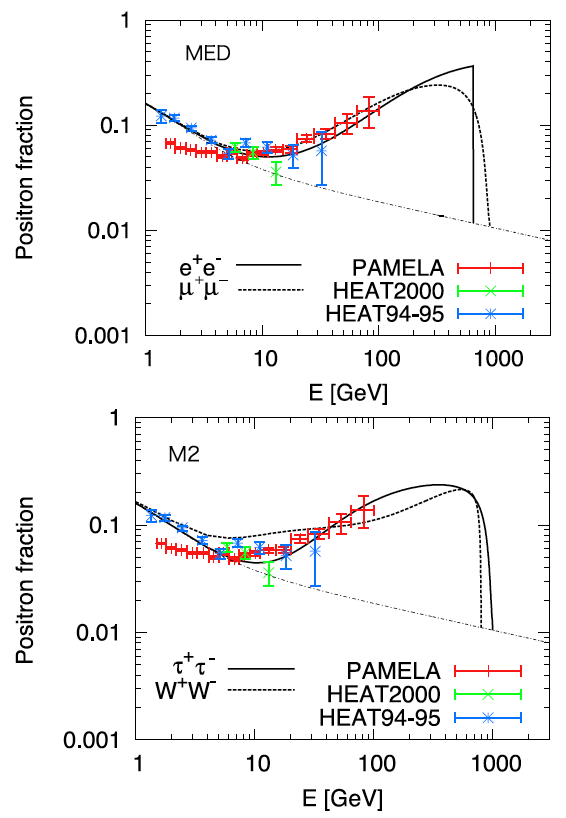 MED
Positron fraction
1
0.1
0.01
0.001
e⁺e⁻
μ⁺μ⁻
PAMELA
HEAT2000
HEAT94-95
1
10
100
1000
E [GeV]
M2
Positron fraction
1
0.1
0.01
0.001
τ⁺τ⁻
W⁺W⁻
PAMELA
HEAT2000
HEAT94-95
1
10
100
1000
E [GeV]